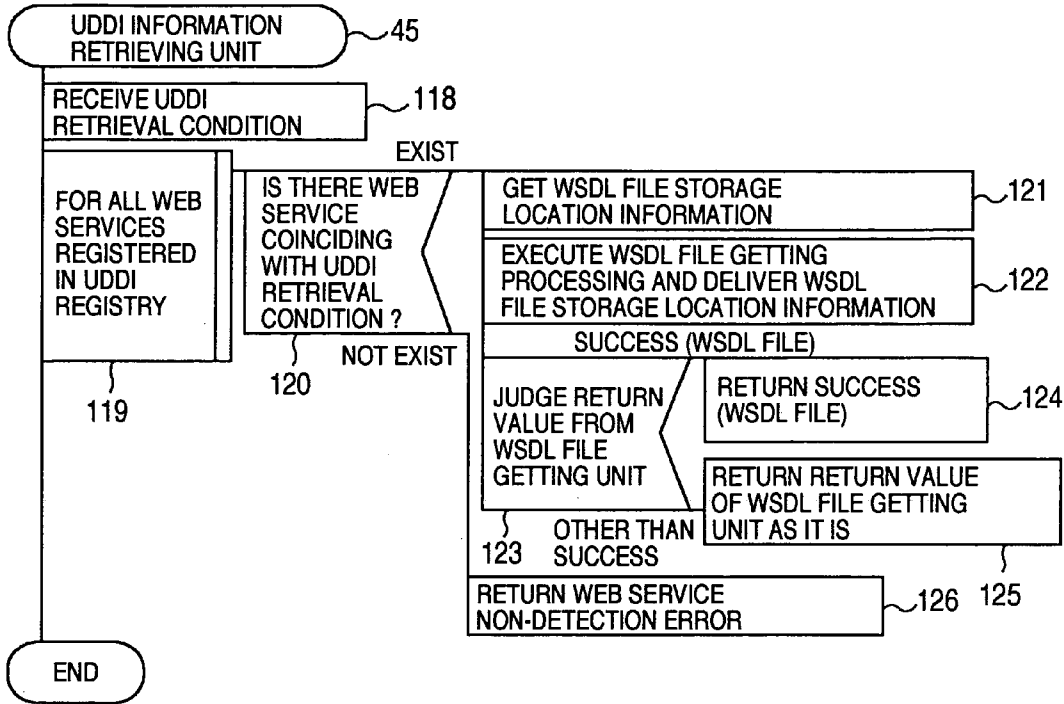 UDDI INFORMATION
RETRIEVING UNIT
45
RECEIVE UDDI
RETRIEVAL CONDITION
118
FOR ALL WEB
SERVICES
REGISTERED
IN UDDI
REGISTRY
119
IS THERE WEB
SERVICE
COINCIDING
WITH UDDI
RETRIEVAL
CONDITION ?
120
EXIST
NOT EXIST
GET WSDL FILE STORAGE
LOCATION INFORMATION
121
EXECUTE WSDL FILE GETTING
PROCESSING AND DELIVER WSDL
FILE STORAGE LOCATION INFORMATION
122
SUCCESS (WSDL FILE)
JUDGE RETURN
VALUE FROM
WSDL FILE
GETTING UNIT
123
RETURN SUCCESS
(WSDL FILE)
124
OTHER THAN
SUCCESS
RETURN RETURN VALUE
OF WSDL FILE GETTING
UNIT AS IT IS
125
RETURN WEB SERVICE
NON-DETECTION ERROR
126
END